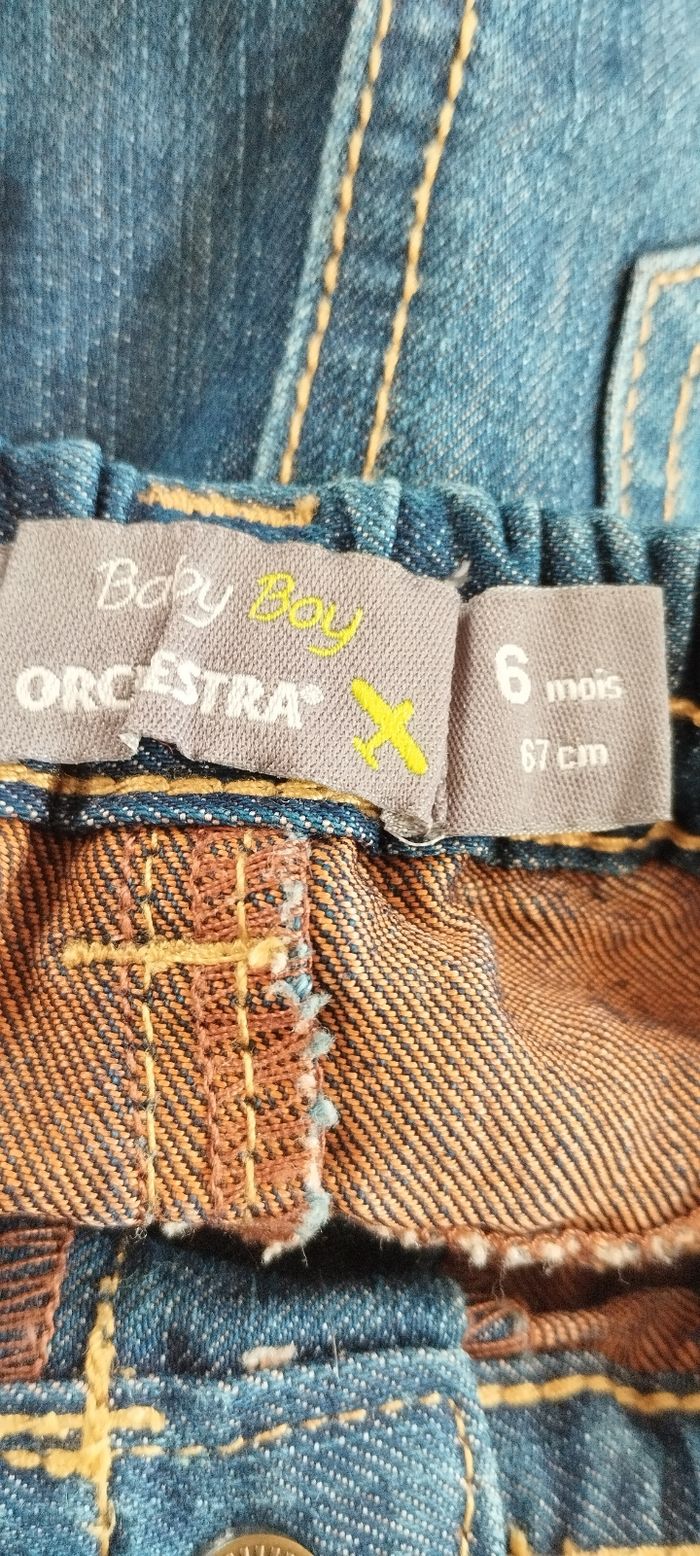 Baby Boy
ORCHESTRA®
6 mois
67 cm